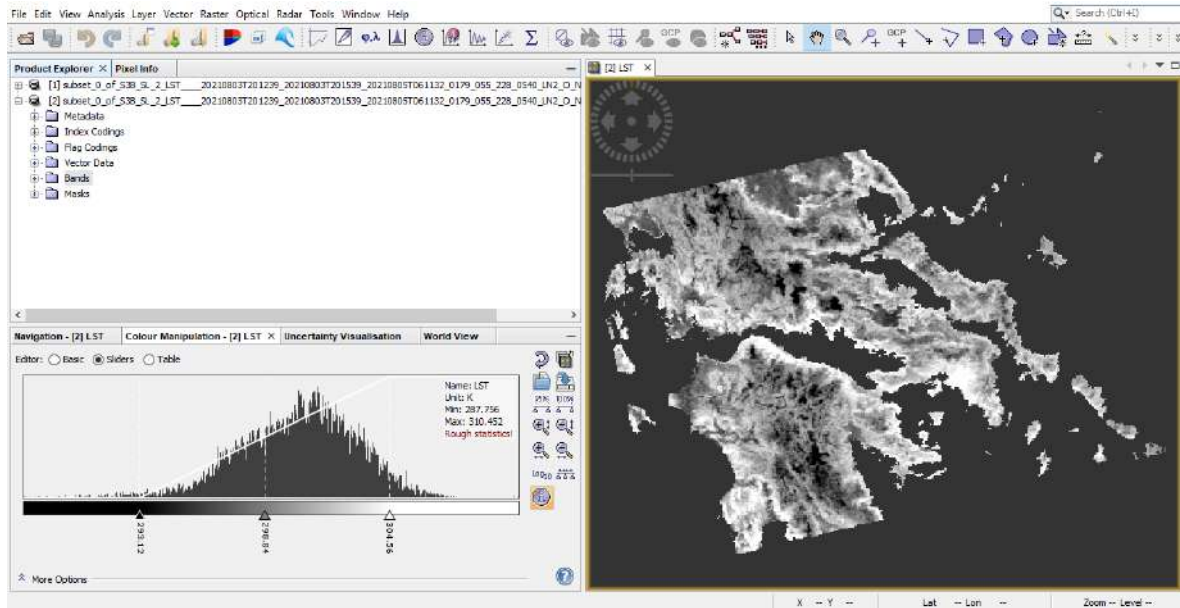 File Edit View Analysis Layer Vector Raster Optical Radar Tools Window Help
Search (Ctrl+I)
Product Explorer × Pixel Info
[2] LST ×
[1] subset_0_of_S3B_SL_2_LST____20210803T201239_20210803T201539_20210805T061132_0179_055_228_0540_LN2_O_N
[2] subset_0_of_S3B_SL_2_LST____20210803T201239_20210803T201539_20210805T061132_0179_055_228_0540_LN2_O_N
Metadata
Index Codings
Flag Codings
Vector Data
Bands
Masks
Navigation - [2] LST Colour Manipulation - [2] LST × Uncertainty Visualisation World View
Editor: Basic Sliders Table
Name: LST
Unit: K
Min: 287.756
Max: 310.452
Rough statistics!
95% 100%
Log10
293.12 298.84 304.56
More Options
X -- Y -- Lat -- Lon -- Zoom -- Level --